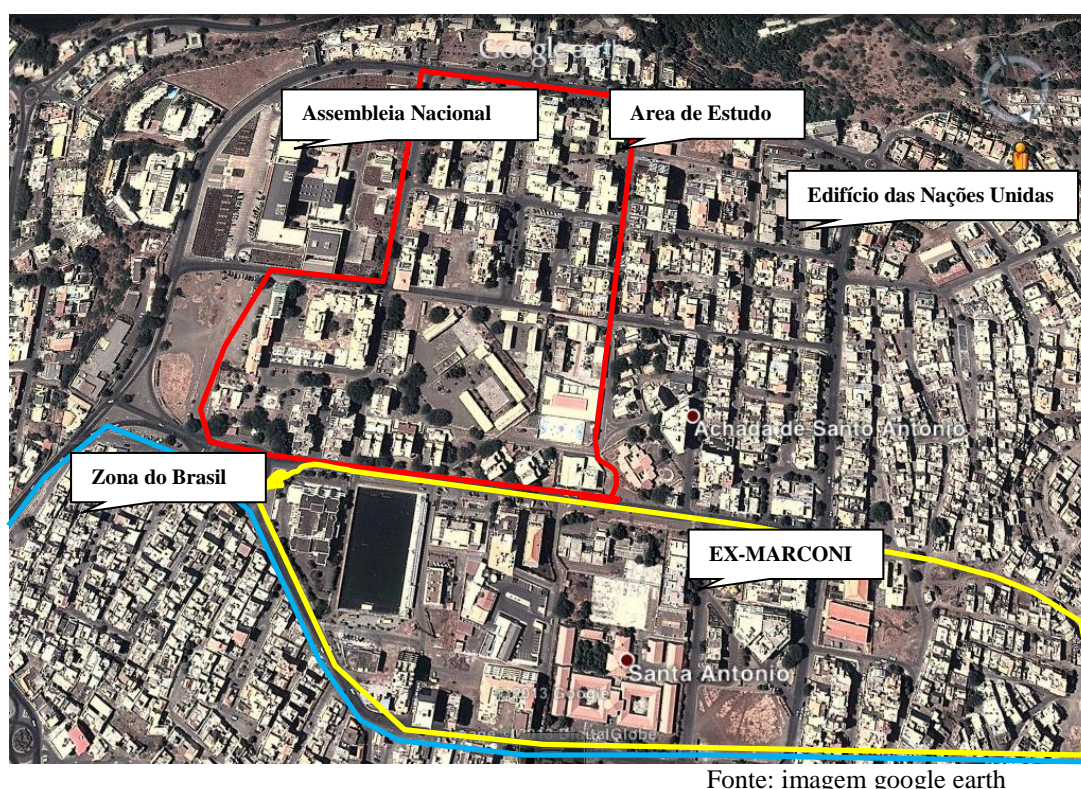 Google earth
Assembleia Nacional
Area de Estudo
Edifício das Nações Unidas
Achada de Santo Antonio
Zona do Brasil
EX-MARCONI
Santa Antonio
© 2013 Google
DigitalGlobe
Fonte: imagem google earth